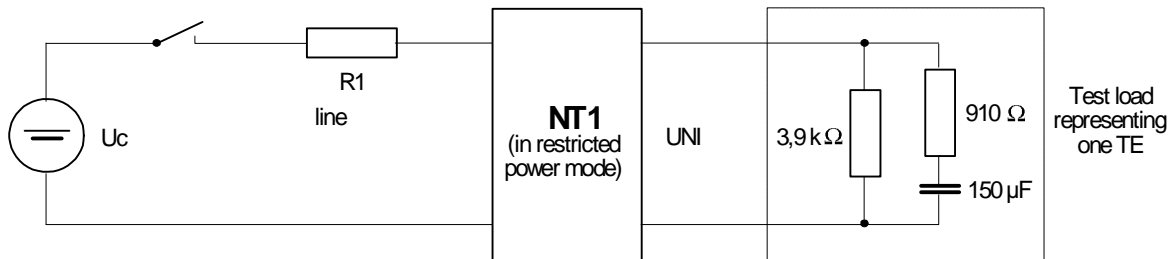 Uc
R1
line
NT1
(in restricted
power mode)
UNI
3,9 k Ω
910 Ω
150 µF
Test load
representing
one TE